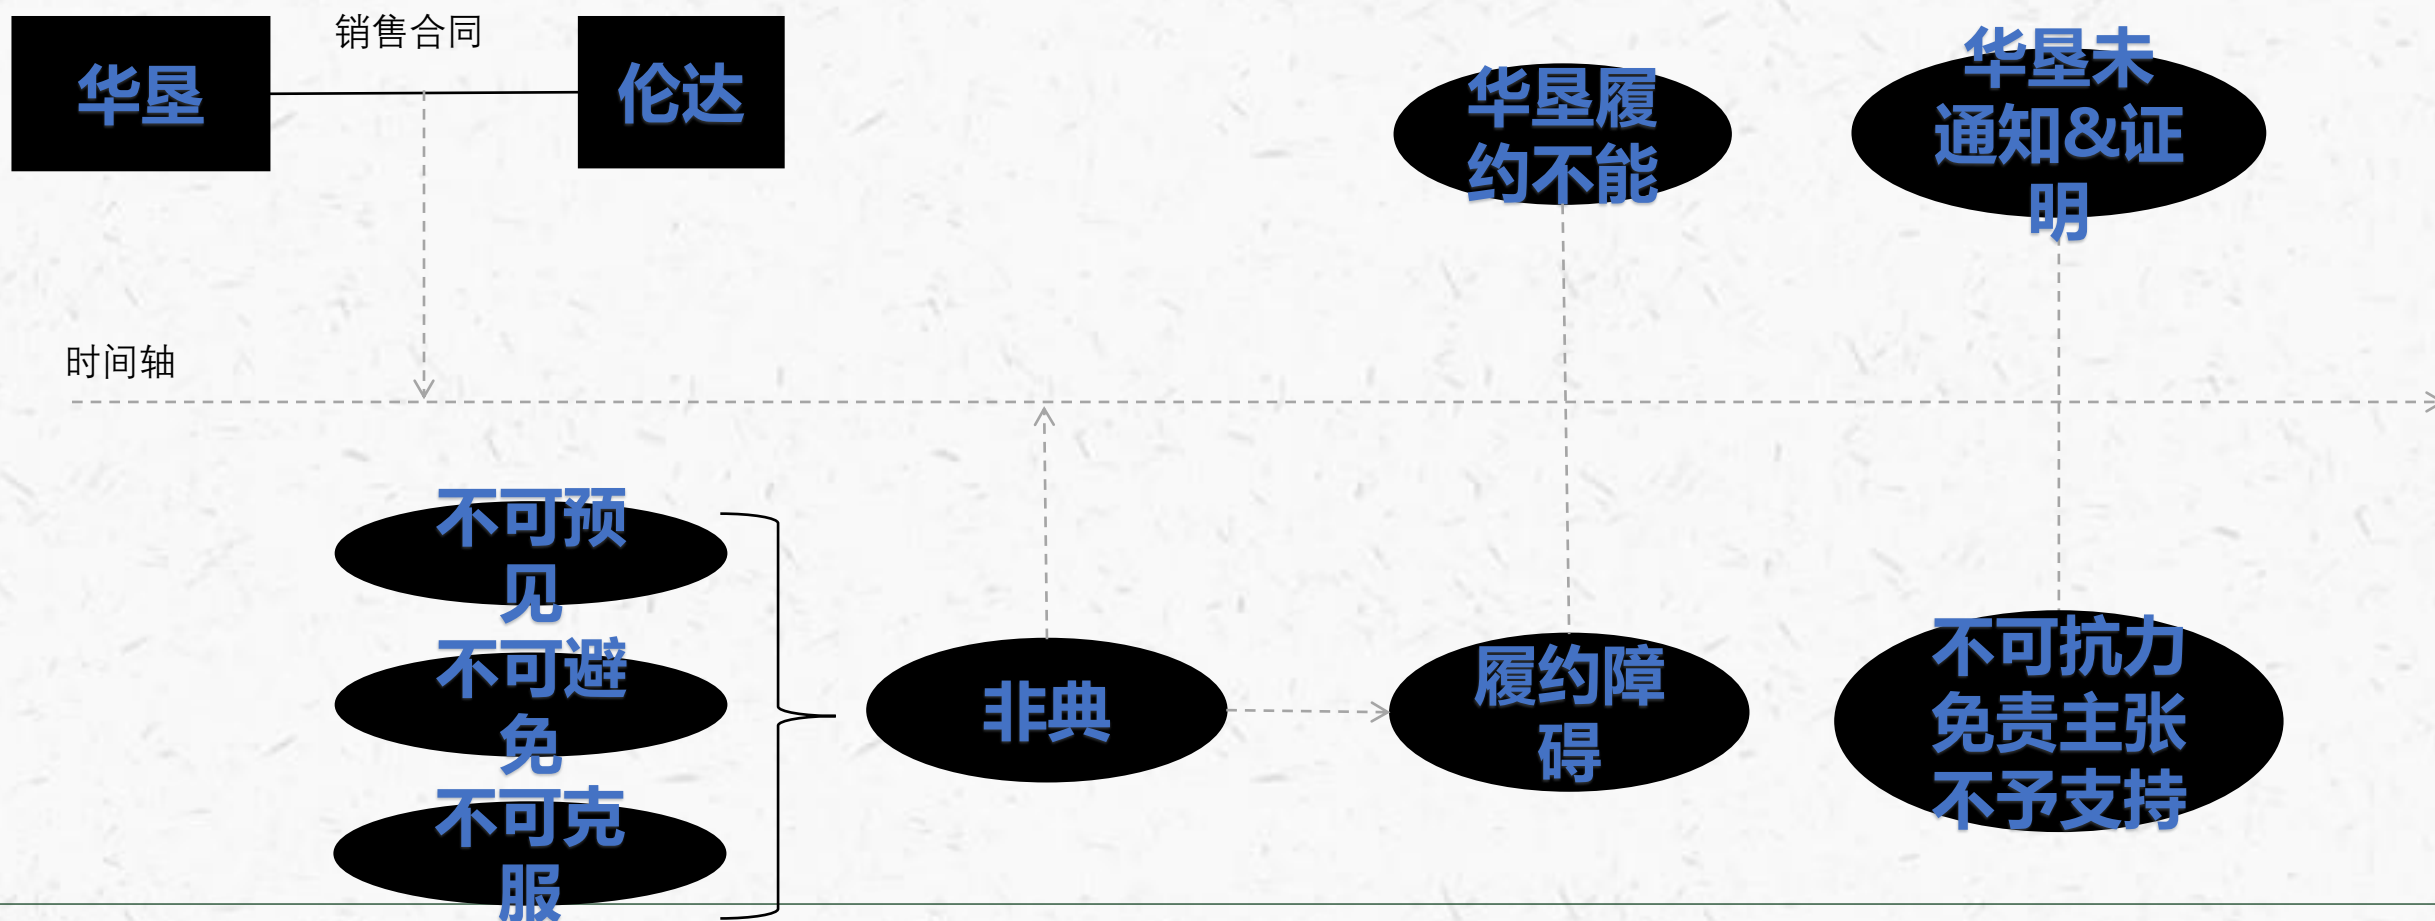 华垦
销售合同
伦达
华垦履
约不能
华垦未
通知&证
明
时间轴
不可预
见
不可避
免
不可克
服
非典
履约障
碍
不可抗力
免责主张
不予支持